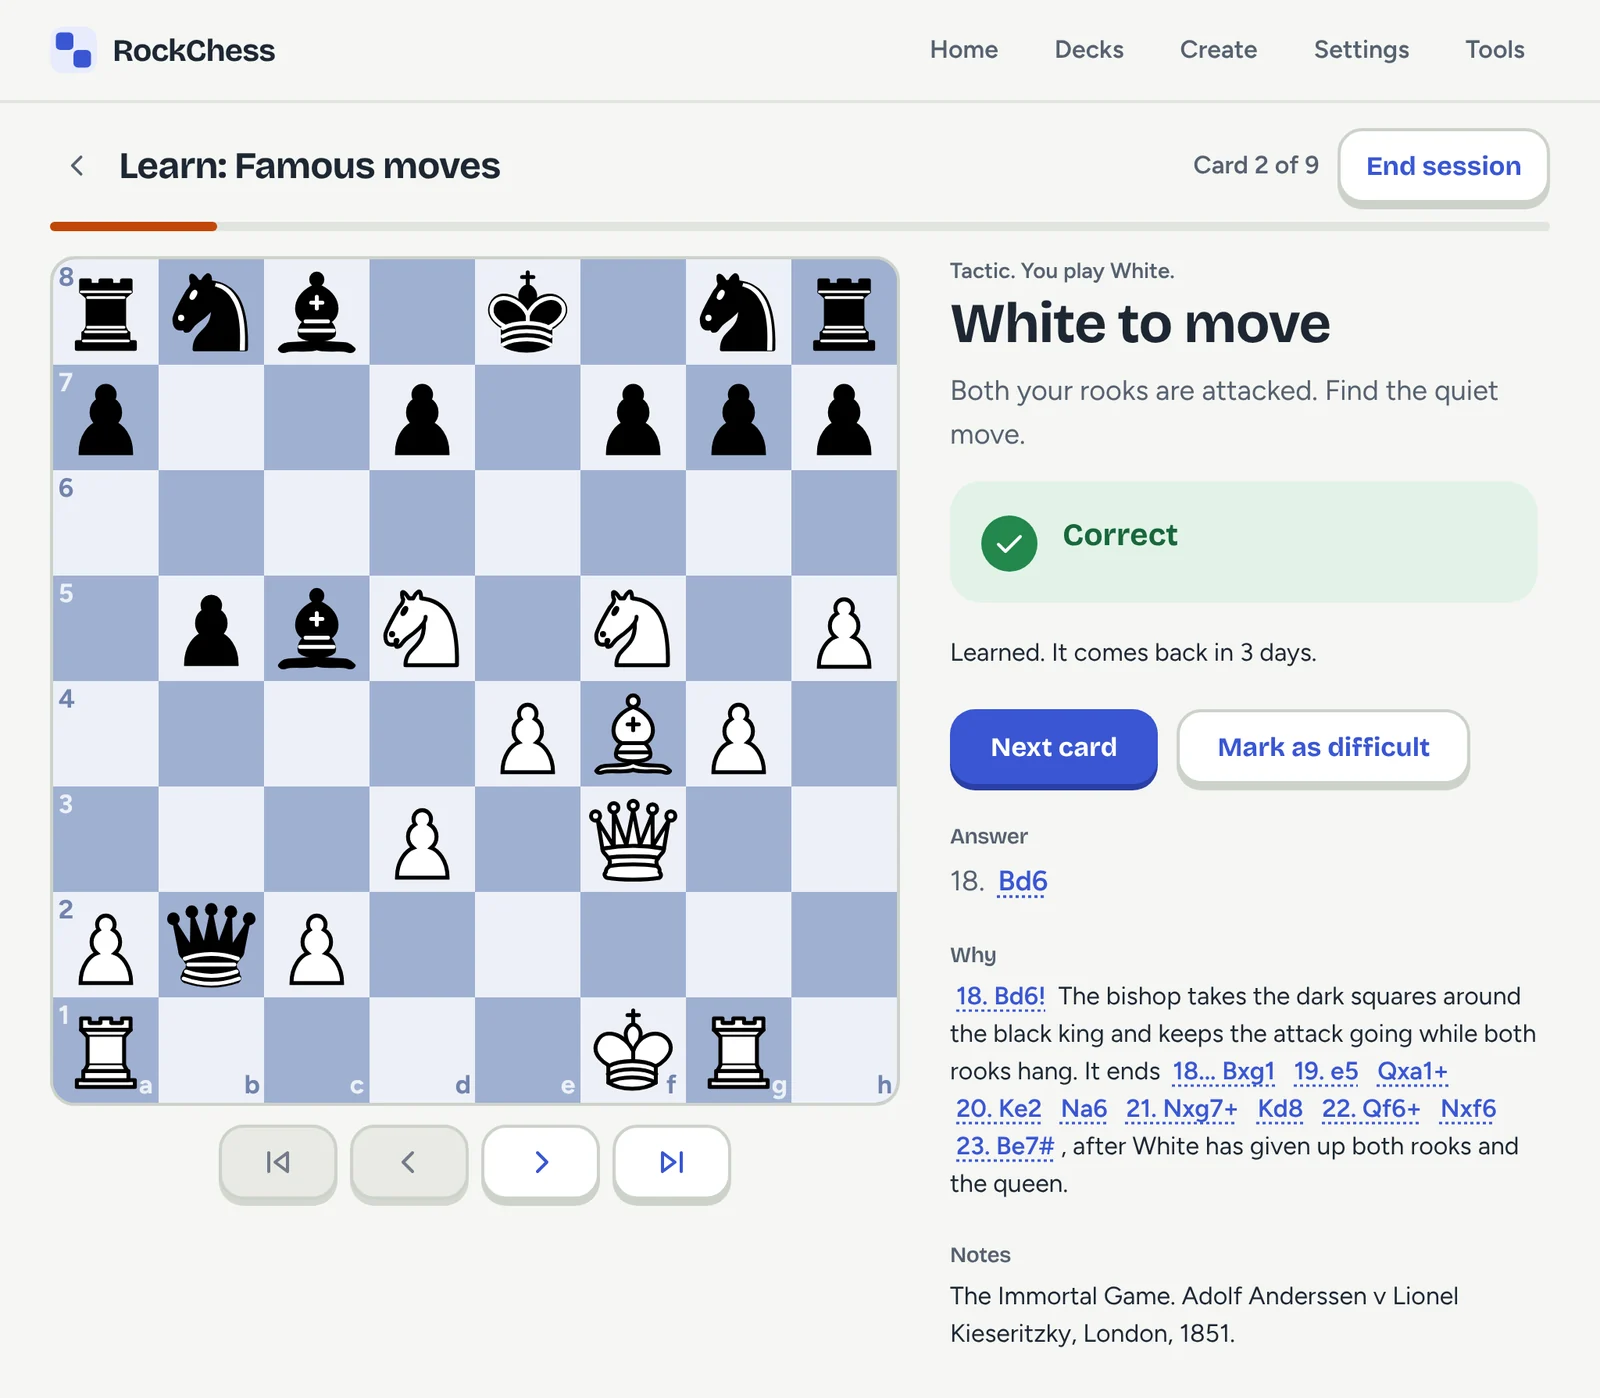 RockChess
Home Decks Create Settings Tools
Learn: Famous moves
Card 2 of 9
End session
8
7
6
5
4
3
2
1
a b c d e f g h
Tactic. You play White.
White to move
Both your rooks are attacked. Find the quiet
move.
Correct
Learned. It comes back in 3 days.
Next card
Mark as difficult
Answer
18. Bd6
Why
18. Bd6! The bishop takes the dark squares around
the black king and keeps the attack going while both
rooks hang. It ends 18... Bxg1 19. e5 Qxa1+
20. Ke2 Na6 21. Nxg7+ Kd8 22. Qf6+ Nxf6
23. Be7# , after White has given up both rooks and
the queen.
Notes
The Immortal Game. Adolf Anderssen v Lionel
Kieseritzky, London, 1851.